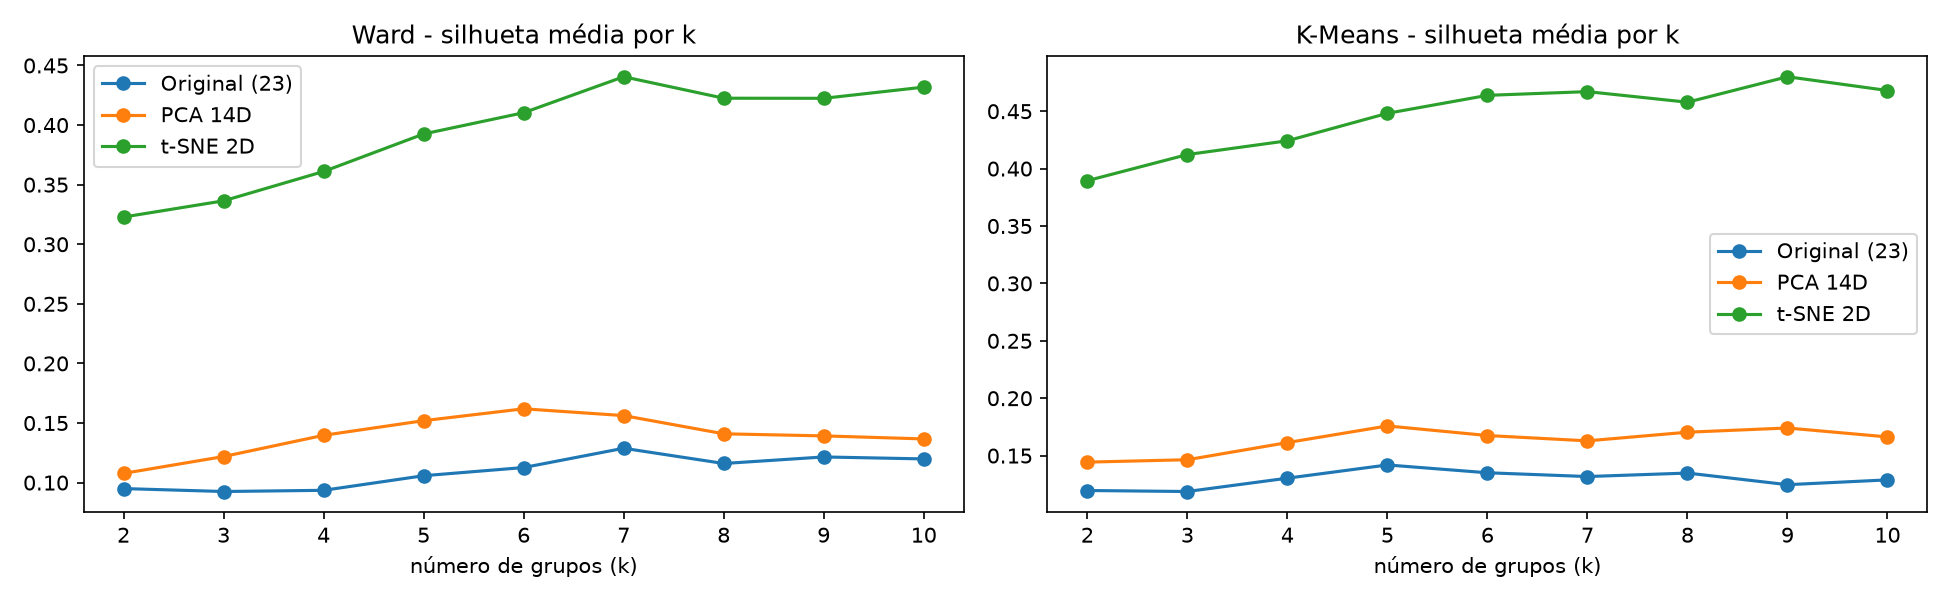 Ward - silhueta média por k
0.45
0.40
0.35
0.30
0.25
0.20
0.15
0.10
Original (23)
PCA 14D
t-SNE 2D
2 3 4 5 6 7 8 9 10
número de grupos (k)
K-Means - silhueta média por k
0.45
0.40
0.35
0.30
0.25
0.20
0.15
Original (23)
PCA 14D
t-SNE 2D
2 3 4 5 6 7 8 9 10
número de grupos (k)